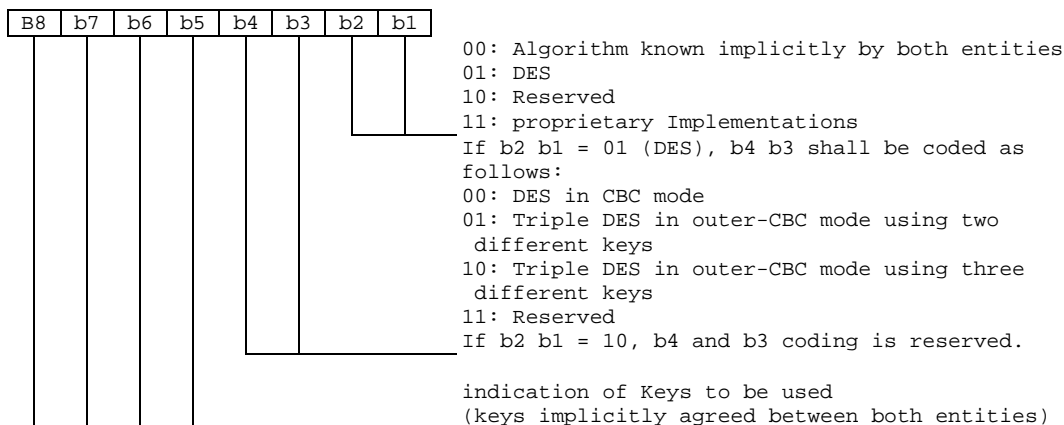 B8 b7 b6 b5 b4 b3 b2 b1
00: Algorithm known implicitly by both entities
01: DES
10: Reserved
11: proprietary Implementations
If b2 b1 = 01 (DES), b4 b3 shall be coded as
follows:
00: DES in CBC mode
01: Triple DES in outer-CBC mode using two
different keys
10: Triple DES in outer-CBC mode using three
different keys
11: Reserved
If b2 b1 = 10, b4 and b3 coding is reserved.
indication of Keys to be used
(keys implicitly agreed between both entities)